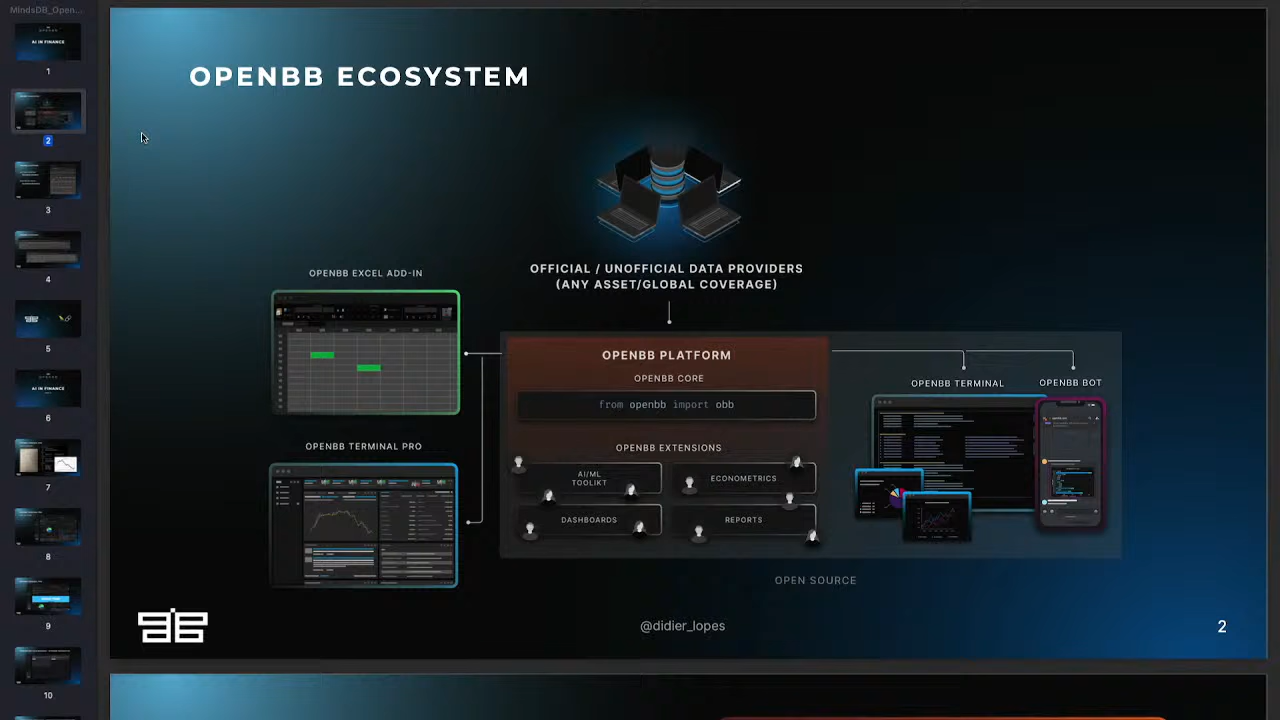 MindsDB_Open...
1
2
3
4
5
6
7
8
9
10
AI IN FINANCE
AI IN FINANCE
OPENBB ECOSYSTEM
OFFICIAL / UNOFFICIAL DATA PROVIDERS
(ANY ASSET/GLOBAL COVERAGE)
OPENBB EXCEL ADD-IN
OPENBB TERMINAL PRO
OPENBB PLATFORM
OPENBB CORE
from openbb import obb
OPENBB EXTENSIONS
AI/ML
TOOLIKT
ECONOMETRICS
DASHBOARDS
REPORTS
OPENBB TERMINAL
OPENBB BOT
OPEN SOURCE
@didier_lopes
2